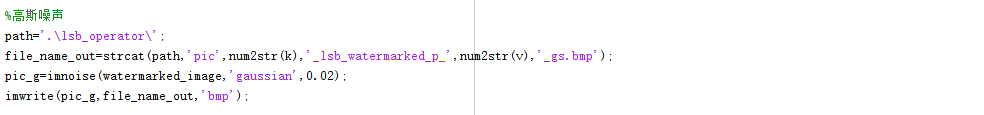 %高斯噪声
path='.\lsb_operator\';
file_name_out=strcat(path,'pic',num2str(k),'_lsb_watermarked_p_',num2str(v),'_gs.bmp');
pic_g=imnoise(watermarked_image,'gaussian',0.02);
imwrite(pic_g,file_name_out,'bmp');